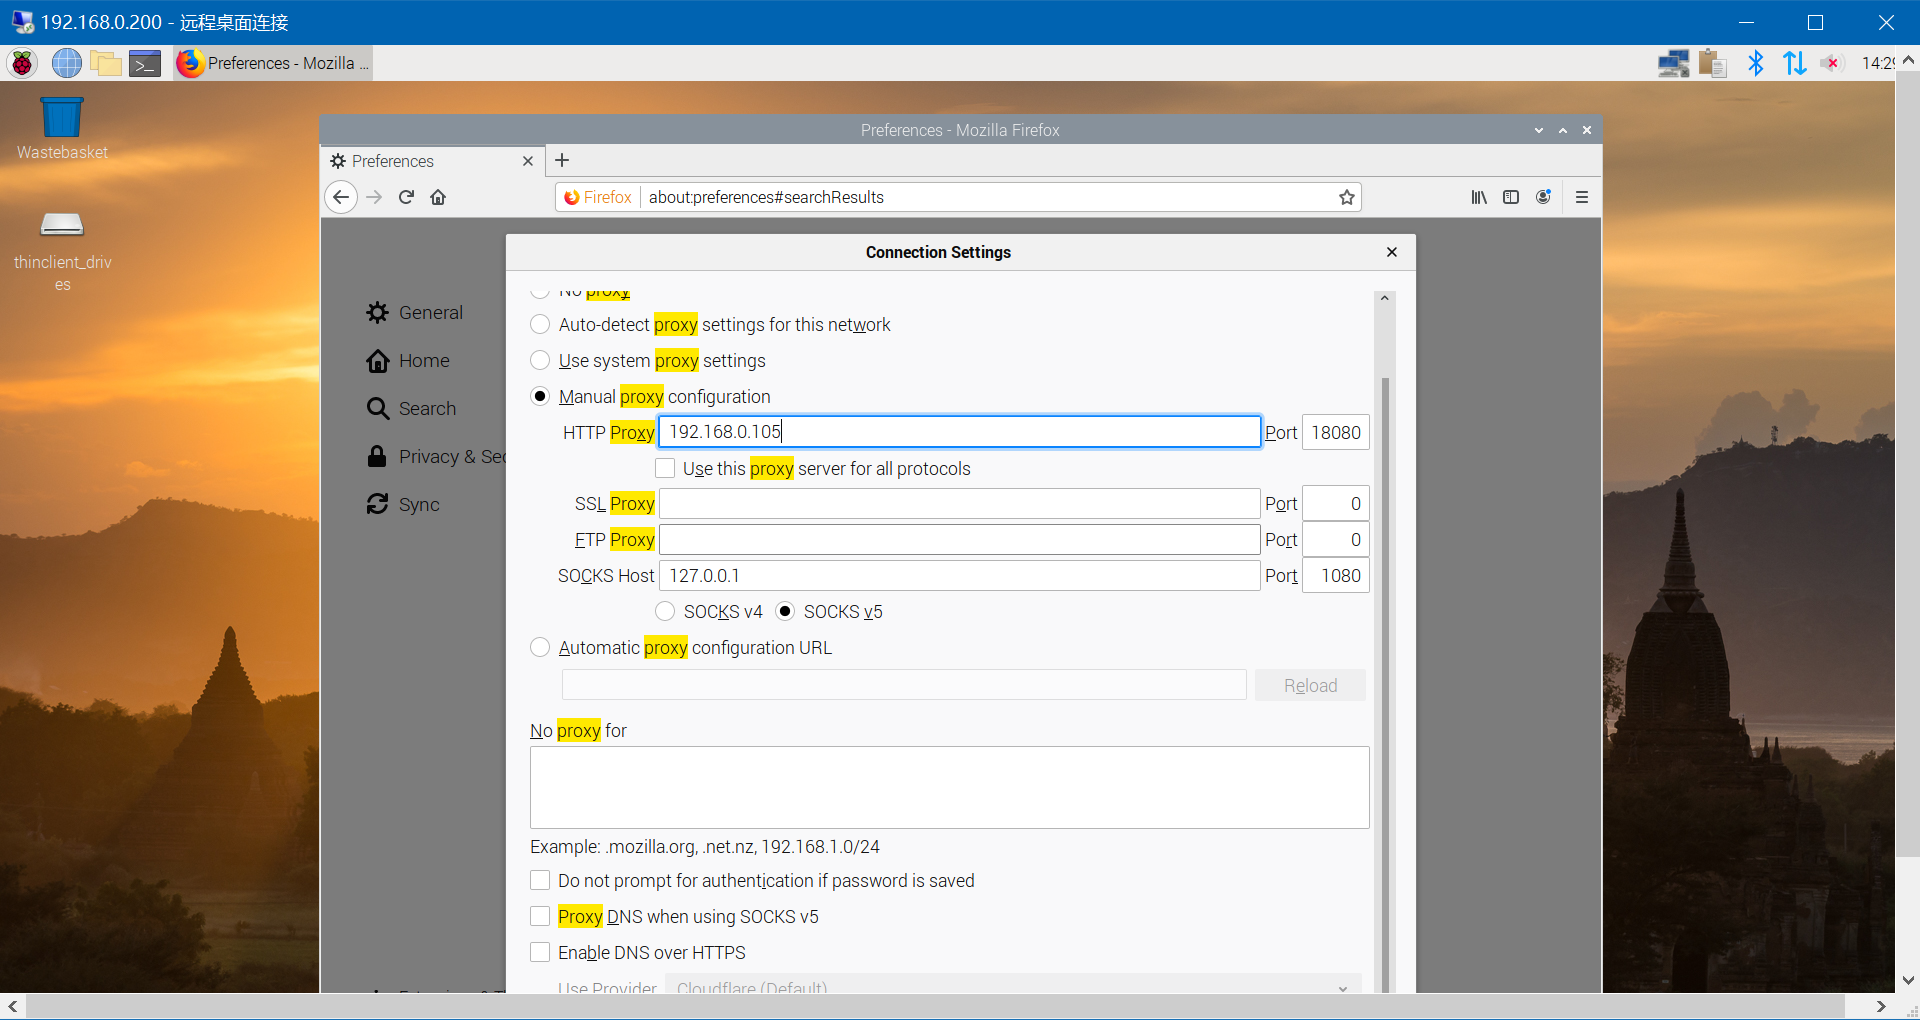 192.168.0.200 - 远程桌面连接
Preferences - Mozilla ...
14:29
Wastebasket
thinclient_driv
es
Preferences - Mozilla Firefox
Preferences
Firefox
about:preferences#searchResults
Connection Settings
General
Home
Search
Privacy & Sec
Sync
No proxy
Auto-detect proxy settings for this network
Use system proxy settings
Manual proxy configuration
HTTP Proxy 192.168.0.105 Port 18080
Use this proxy server for all protocols
SSL Proxy Port 0
FTP Proxy Port 0
SOCKS Host 127.0.0.1 Port 1080
SOCKS v4 SOCKS v5
Automatic proxy configuration URL
Reload
No proxy for
Example: .mozilla.org, .net.nz, 192.168.1.0/24
Do not prompt for authentication if password is saved
Proxy DNS when using SOCKS v5
Enable DNS over HTTPS
Use Provider Cloudflare (Default)